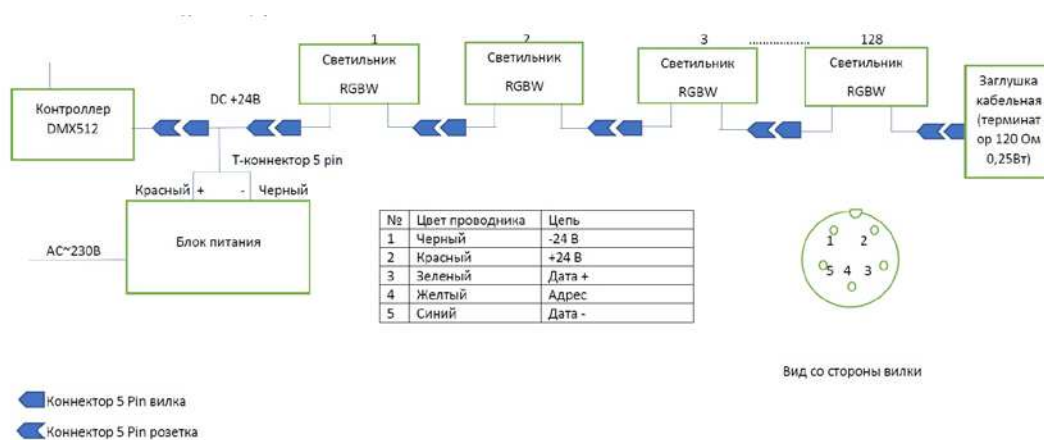 1
2
3
128
Светильник
RGBW
Светильник
RGBW
Светильник
RGBW
Светильник
RGBW
Контроллер
DMX512
DC +24В
Заглушка
кабельная
(терминат
ор 120 Ом
0,25Вт)
Т-коннектор 5 pin
Красный + - Черный
АС~230В
Блок питания
№ Цвет проводника Цепь
1 Черный -24 В
2 Красный +24 В
3 Зеленый Дата +
4 Желтый Адрес
5 Синий Дата -
1 2
5 4 3
Вид со стороны вилки
Коннектор 5 Pin вилка
Коннектор 5 Pin розетка